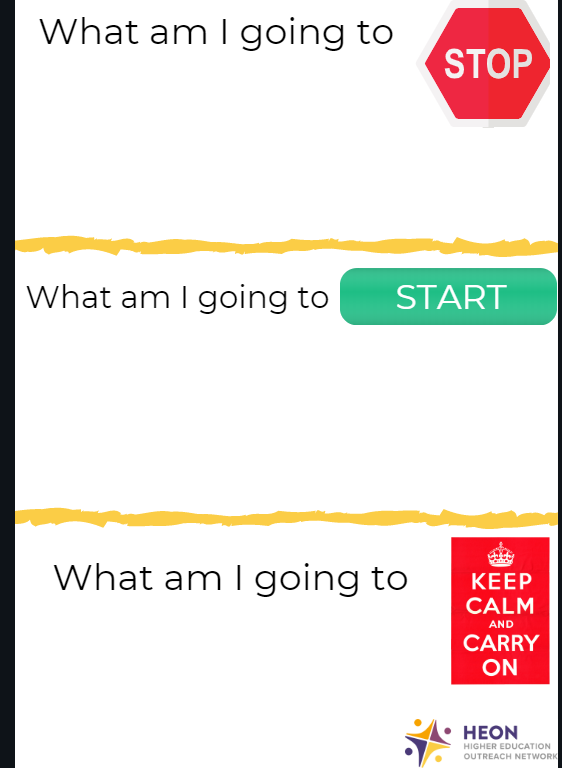 What am I going to STOP
What am I going to START
What am I going to
KEEP
CALM
AND
CARRY
ON
HEON
HIGHER EDUCATION
OUTREACH NETWORK